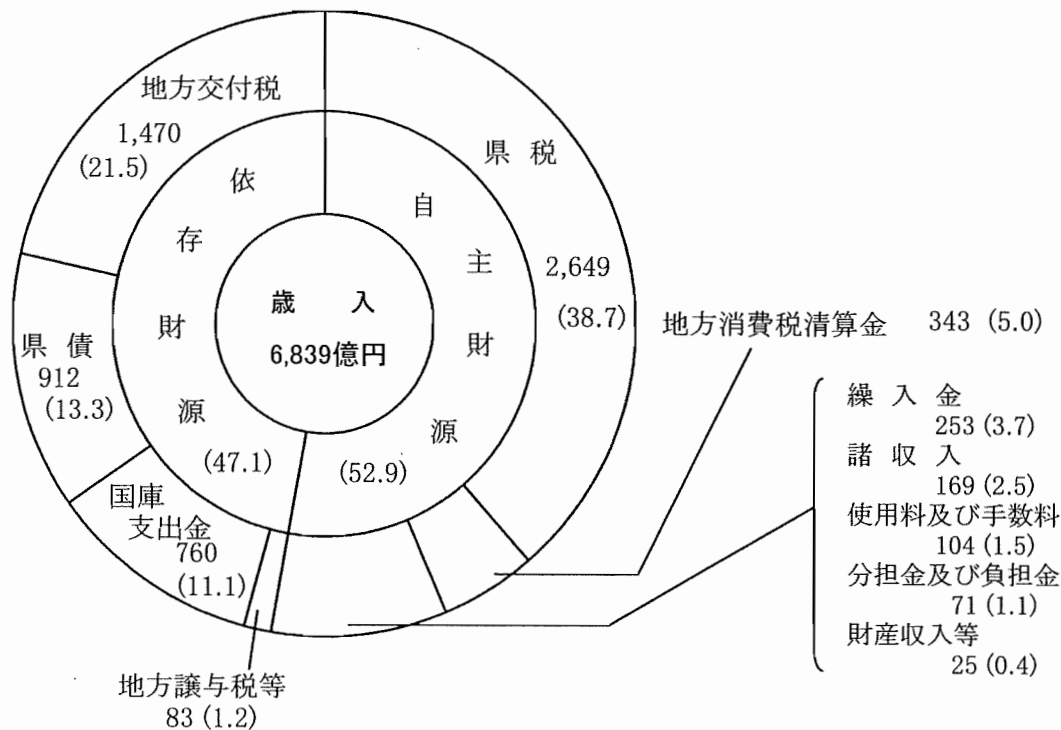 地方交付税
1,470
(21.5)
県債
912
(13.3)
国庫
支出金
760
(11.1)
地方譲与税等
83 (1.2)
依存財源
(47.1)
歳入
6,839億円
自主財源
(52.9)
県税
2,649
(38.7)
地方消費税清算金 343 (5.0)
繰入金
253 (3.7)
諸収入
169 (2.5)
使用料及び手数料
104 (1.5)
分担金及び負担金
71 (1.1)
財産収入等
25 (0.4)